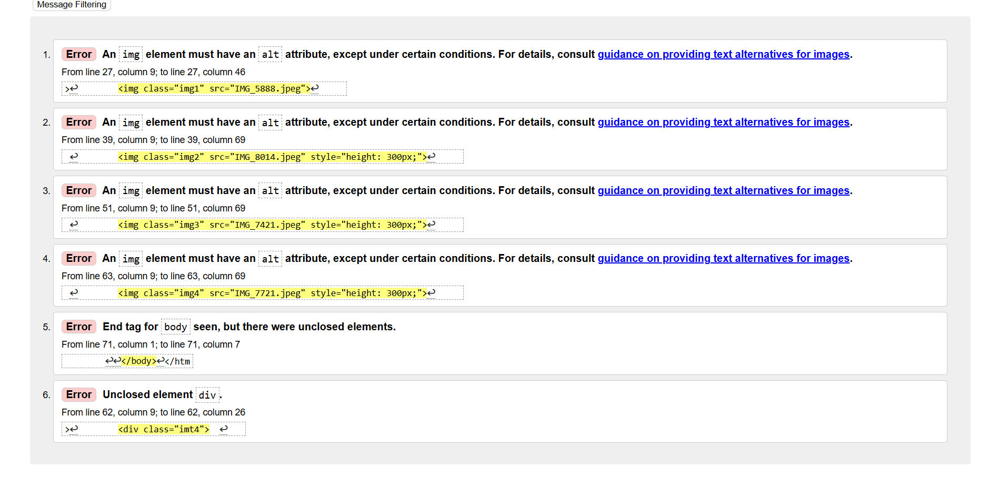 Message Filtering
1. Error An img element must have an alt attribute, except under certain conditions. For details, consult guidance on providing text alternatives for images.
From line 27, column 9; to line 27, column 46
>↩        <img class="img1" src="IMG_5888.jpeg">↩
2. Error An img element must have an alt attribute, except under certain conditions. For details, consult guidance on providing text alternatives for images.
From line 39, column 9; to line 39, column 69
↩        <img class="img2" src="IMG_8014.jpeg" style="height: 300px;">↩
3. Error An img element must have an alt attribute, except under certain conditions. For details, consult guidance on providing text alternatives for images.
From line 51, column 9; to line 51, column 69
↩        <img class="img3" src="IMG_7421.jpeg" style="height: 300px;">↩
4. Error An img element must have an alt attribute, except under certain conditions. For details, consult guidance on providing text alternatives for images.
From line 63, column 9; to line 63, column 69
↩        <img class="img4" src="IMG_7721.jpeg" style="height: 300px;">↩
5. Error End tag for body seen, but there were unclosed elements.
From line 71, column 1; to line 71, column 7
↩↩</body>↩</htm
6. Error Unclosed element div.
From line 62, column 9; to line 62, column 26
>↩        <div class="imt4">  ↩